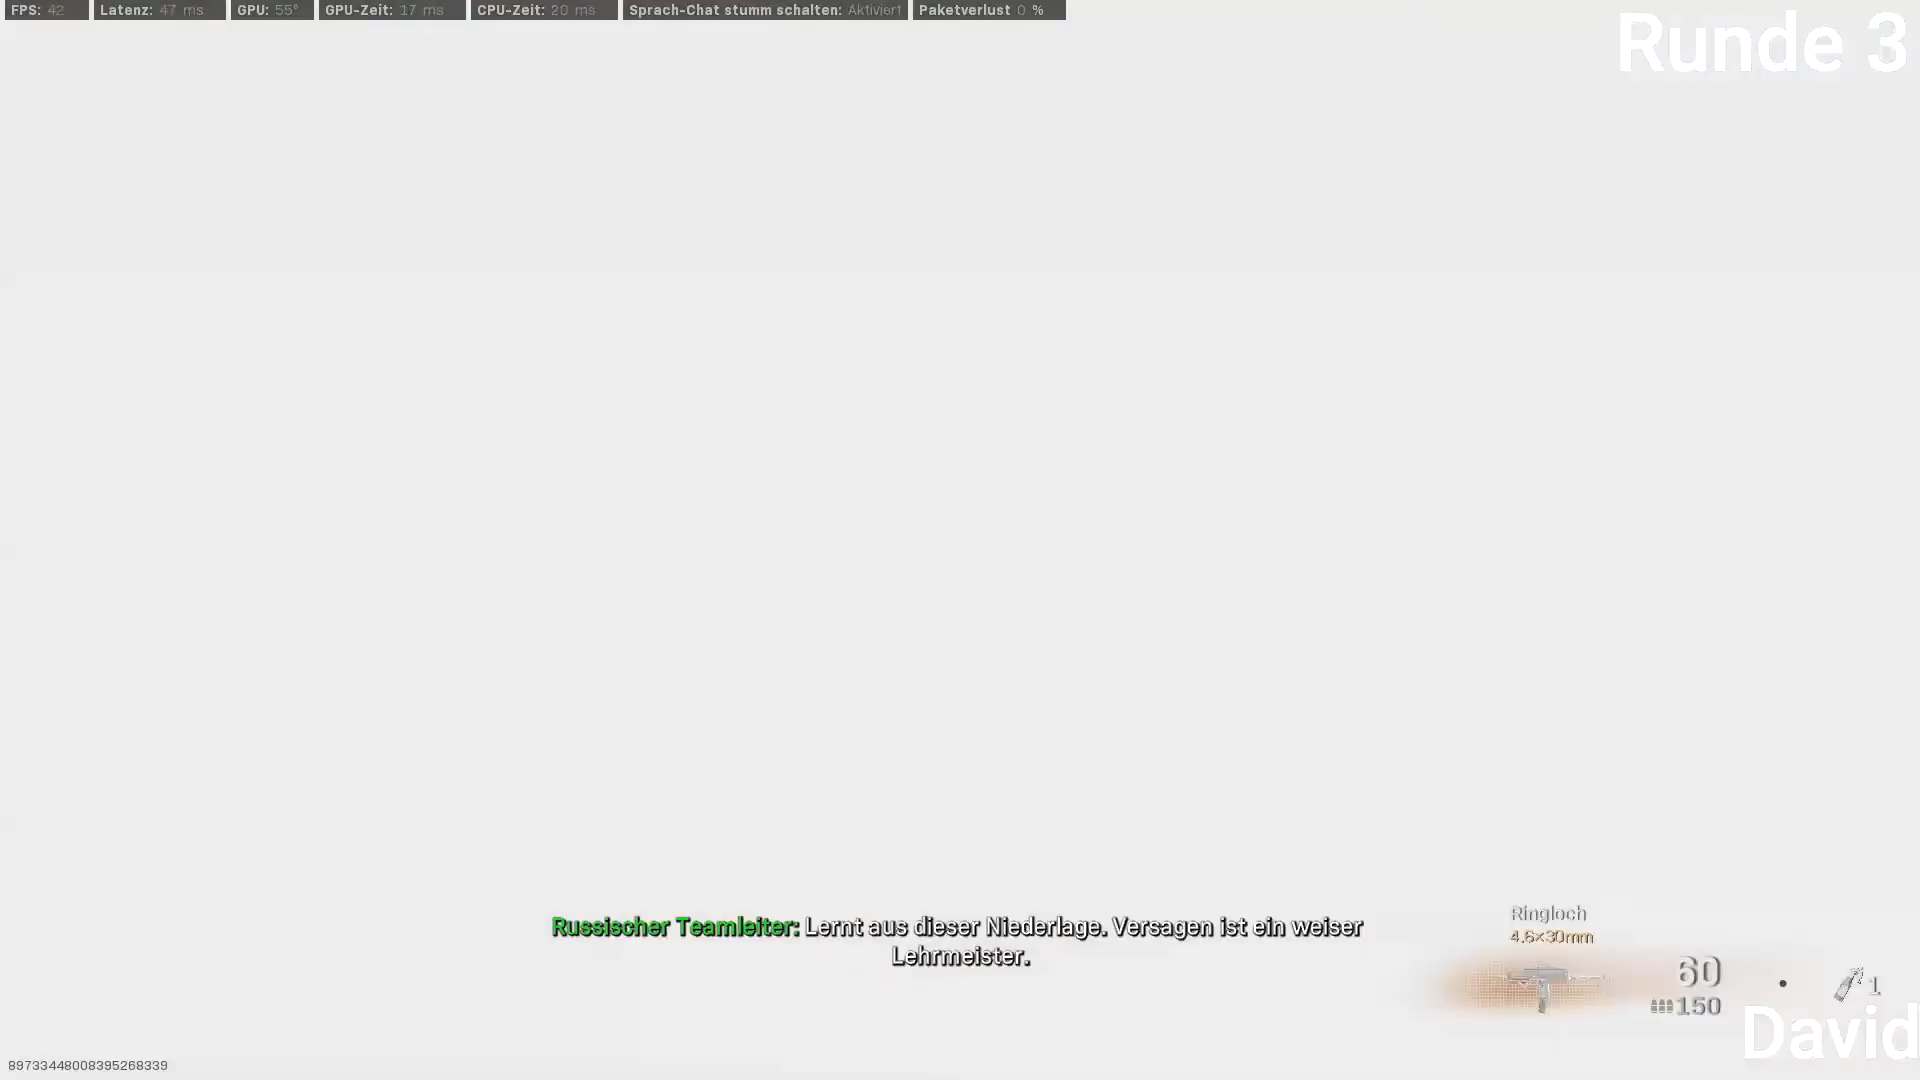 FPS: 42 Latenz: 47 ms GPU: 55° GPU-Zeit: 17 ms CPU-Zeit: 20 ms Sprach-Chat stumm schalten: Aktiviert Paketverlust 0 %
Runde 3
Russischer Teamleiter: Lernt aus dieser Niederlage. Versagen ist ein weiser
Lehrmeister.
Ringloch
4.6×30mm
60
150
1
David
89733448008395268339